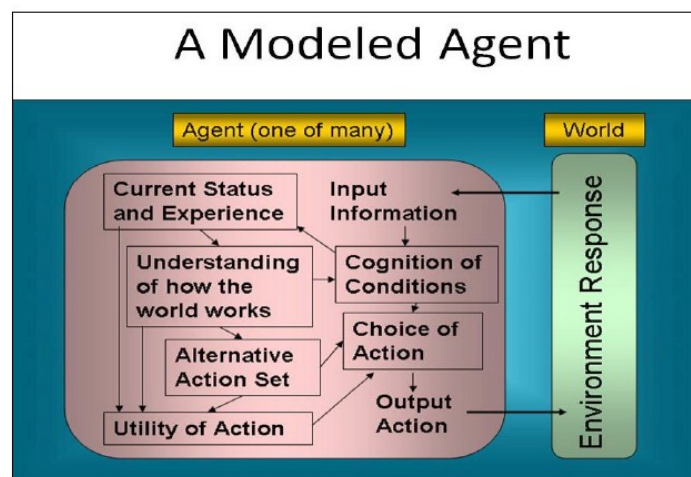 A Modeled Agent
Agent (one of many)
World
Current Status
and Experience
Input
Information
Understanding
of how the
world works
Cognition of
Conditions
Alternative
Action Set
Choice of
Action
Utility of Action
Output
Action
Environment Response